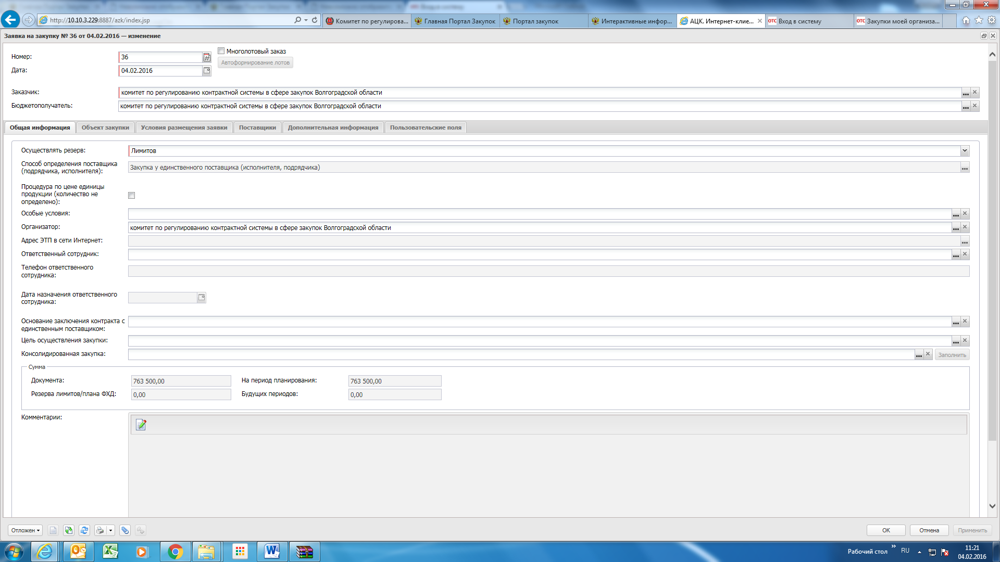 http://10.10.3.229:8887/azk/index.jsp
Комитет по регулирова...
Главная Портал Закупок
Портал закупок
Интерактивные инфор...
АЦК. Интернет-клие...
отс Вход в систему
отс Закупки моей организа...
Заявка на закупку № 36 от 04.02.2016 — изменение
Номер: 36
Многолотовый заказ
Автоформирование лотов
Дата: 04.02.2016
Заказчик: комитет по регулированию контрактной системы в сфере закупок Волгоградской области
Бюджетополучатель: комитет по регулированию контрактной системы в сфере закупок Волгоградской области
Общая информация Объект закупки Условия размещения заявки Поставщики Дополнительная информация Пользовательские поля
Осуществлять резерв: Лимитов
Способ определения поставщика
(подрядчика, исполнителя):
Закупка у единственного поставщика (исполнителя, подрядчика)
Процедура по цене единицы
продукции (количество не
определено):
Особые условия:
Организатор: комитет по регулированию контрактной системы в сфере закупок Волгоградской области
Адрес ЭТП в сети Интернет:
Ответственный сотрудник:
Телефон ответственного
сотрудника:
Дата назначения ответственного
сотрудника:
Основание заключения контракта с
единственным поставщиком:
Цель осуществления закупки:
Консолидированная закупка:
Заполнить
Сумма
Документа: 763 500,00 На период планирования: 763 500,00
Резерва лимитов/плана ФХД: 0,00 Будущих периодов: 0,00
Комментарии:
Отложен
ОК Отмена Применить
Рабочий стол
RU
11:21
04.02.2016